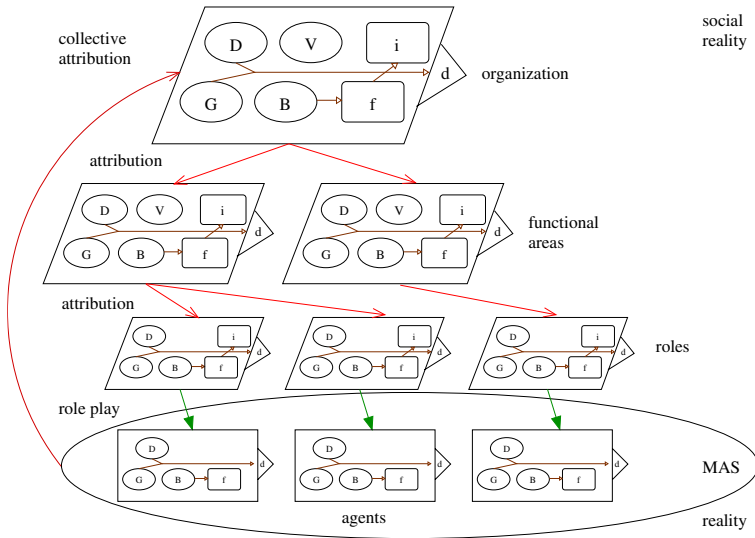 collective
attribution
D
V
i
social
reality
G
B
f
d
organization
attribution
D
V
i
G
B
f
d
D
V
i
G
B
f
d
functional
areas
attribution
D
i
G
B
f
d
D
i
G
B
f
d
D
i
G
B
f
d
roles
role play
D
G
B
f
d
D
G
B
f
d
D
G
B
f
d
MAS
agents
reality